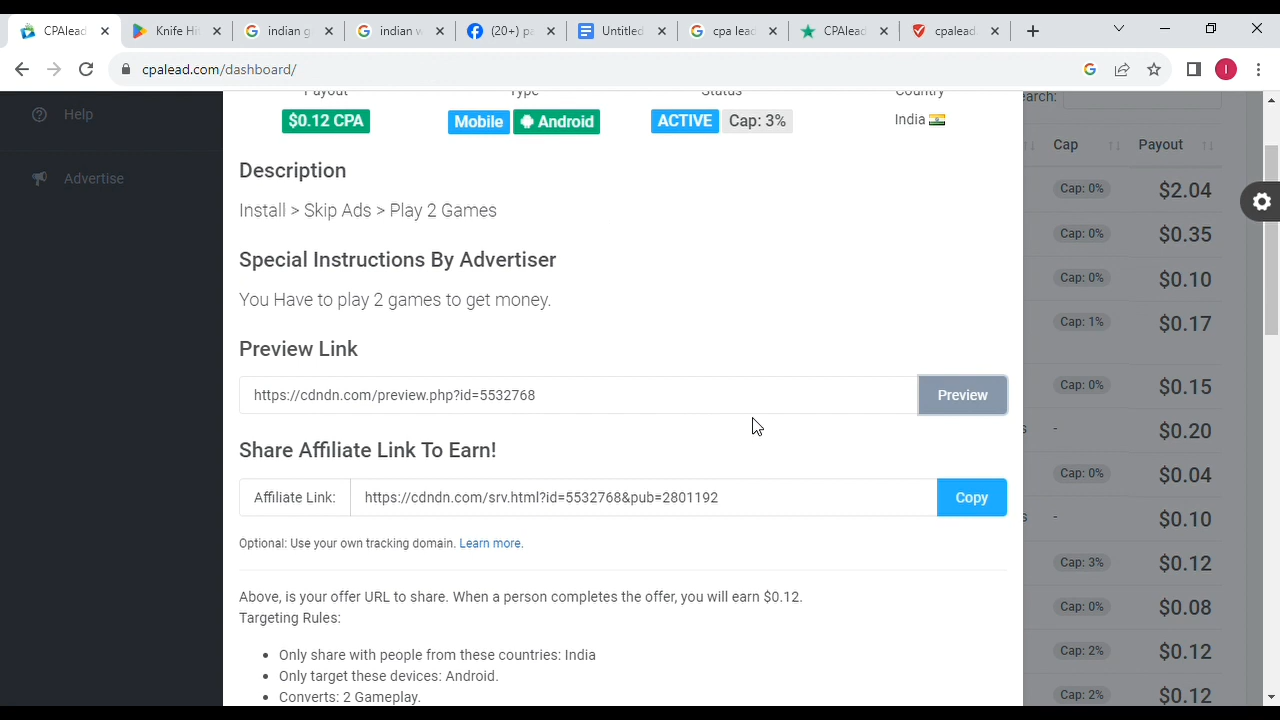 CPAlead
Knife Hi
indian g
indian w
(20+) pa
Untitled
cpa lead
CPAlead
cpalead
cpalead.com/dashboard/
I
Help
Advertise
Payout
Type
Status
Country
$0.12 CPA
Mobile
Android
ACTIVE
Cap: 3%
India
Description
Install > Skip Ads > Play 2 Games
Special Instructions By Advertiser
You Have to play 2 games to get money.
Preview Link
https://cdndn.com/preview.php?id=5532768
Preview
Share Affiliate Link To Earn!
Affiliate Link:
https://cdndn.com/srv.html?id=5532768&pub=2801192
Copy
Optional: Use your own tracking domain. Learn more.
Above, is your offer URL to share. When a person completes the offer, you will earn $0.12.
Targeting Rules:
• Only share with people from these countries: India
• Only target these devices: Android.
• Converts: 2 Gameplay.
earch:
Cap
Payout
Cap: 0%
$2.04
Cap: 0%
$0.35
Cap: 0%
$0.10
Cap: 1%
$0.17
Cap: 0%
$0.15
s
-
$0.20
Cap: 0%
$0.04
s
-
$0.10
Cap: 3%
$0.12
Cap: 0%
$0.08
Cap: 2%
$0.12
Cap: 2%
$0.12